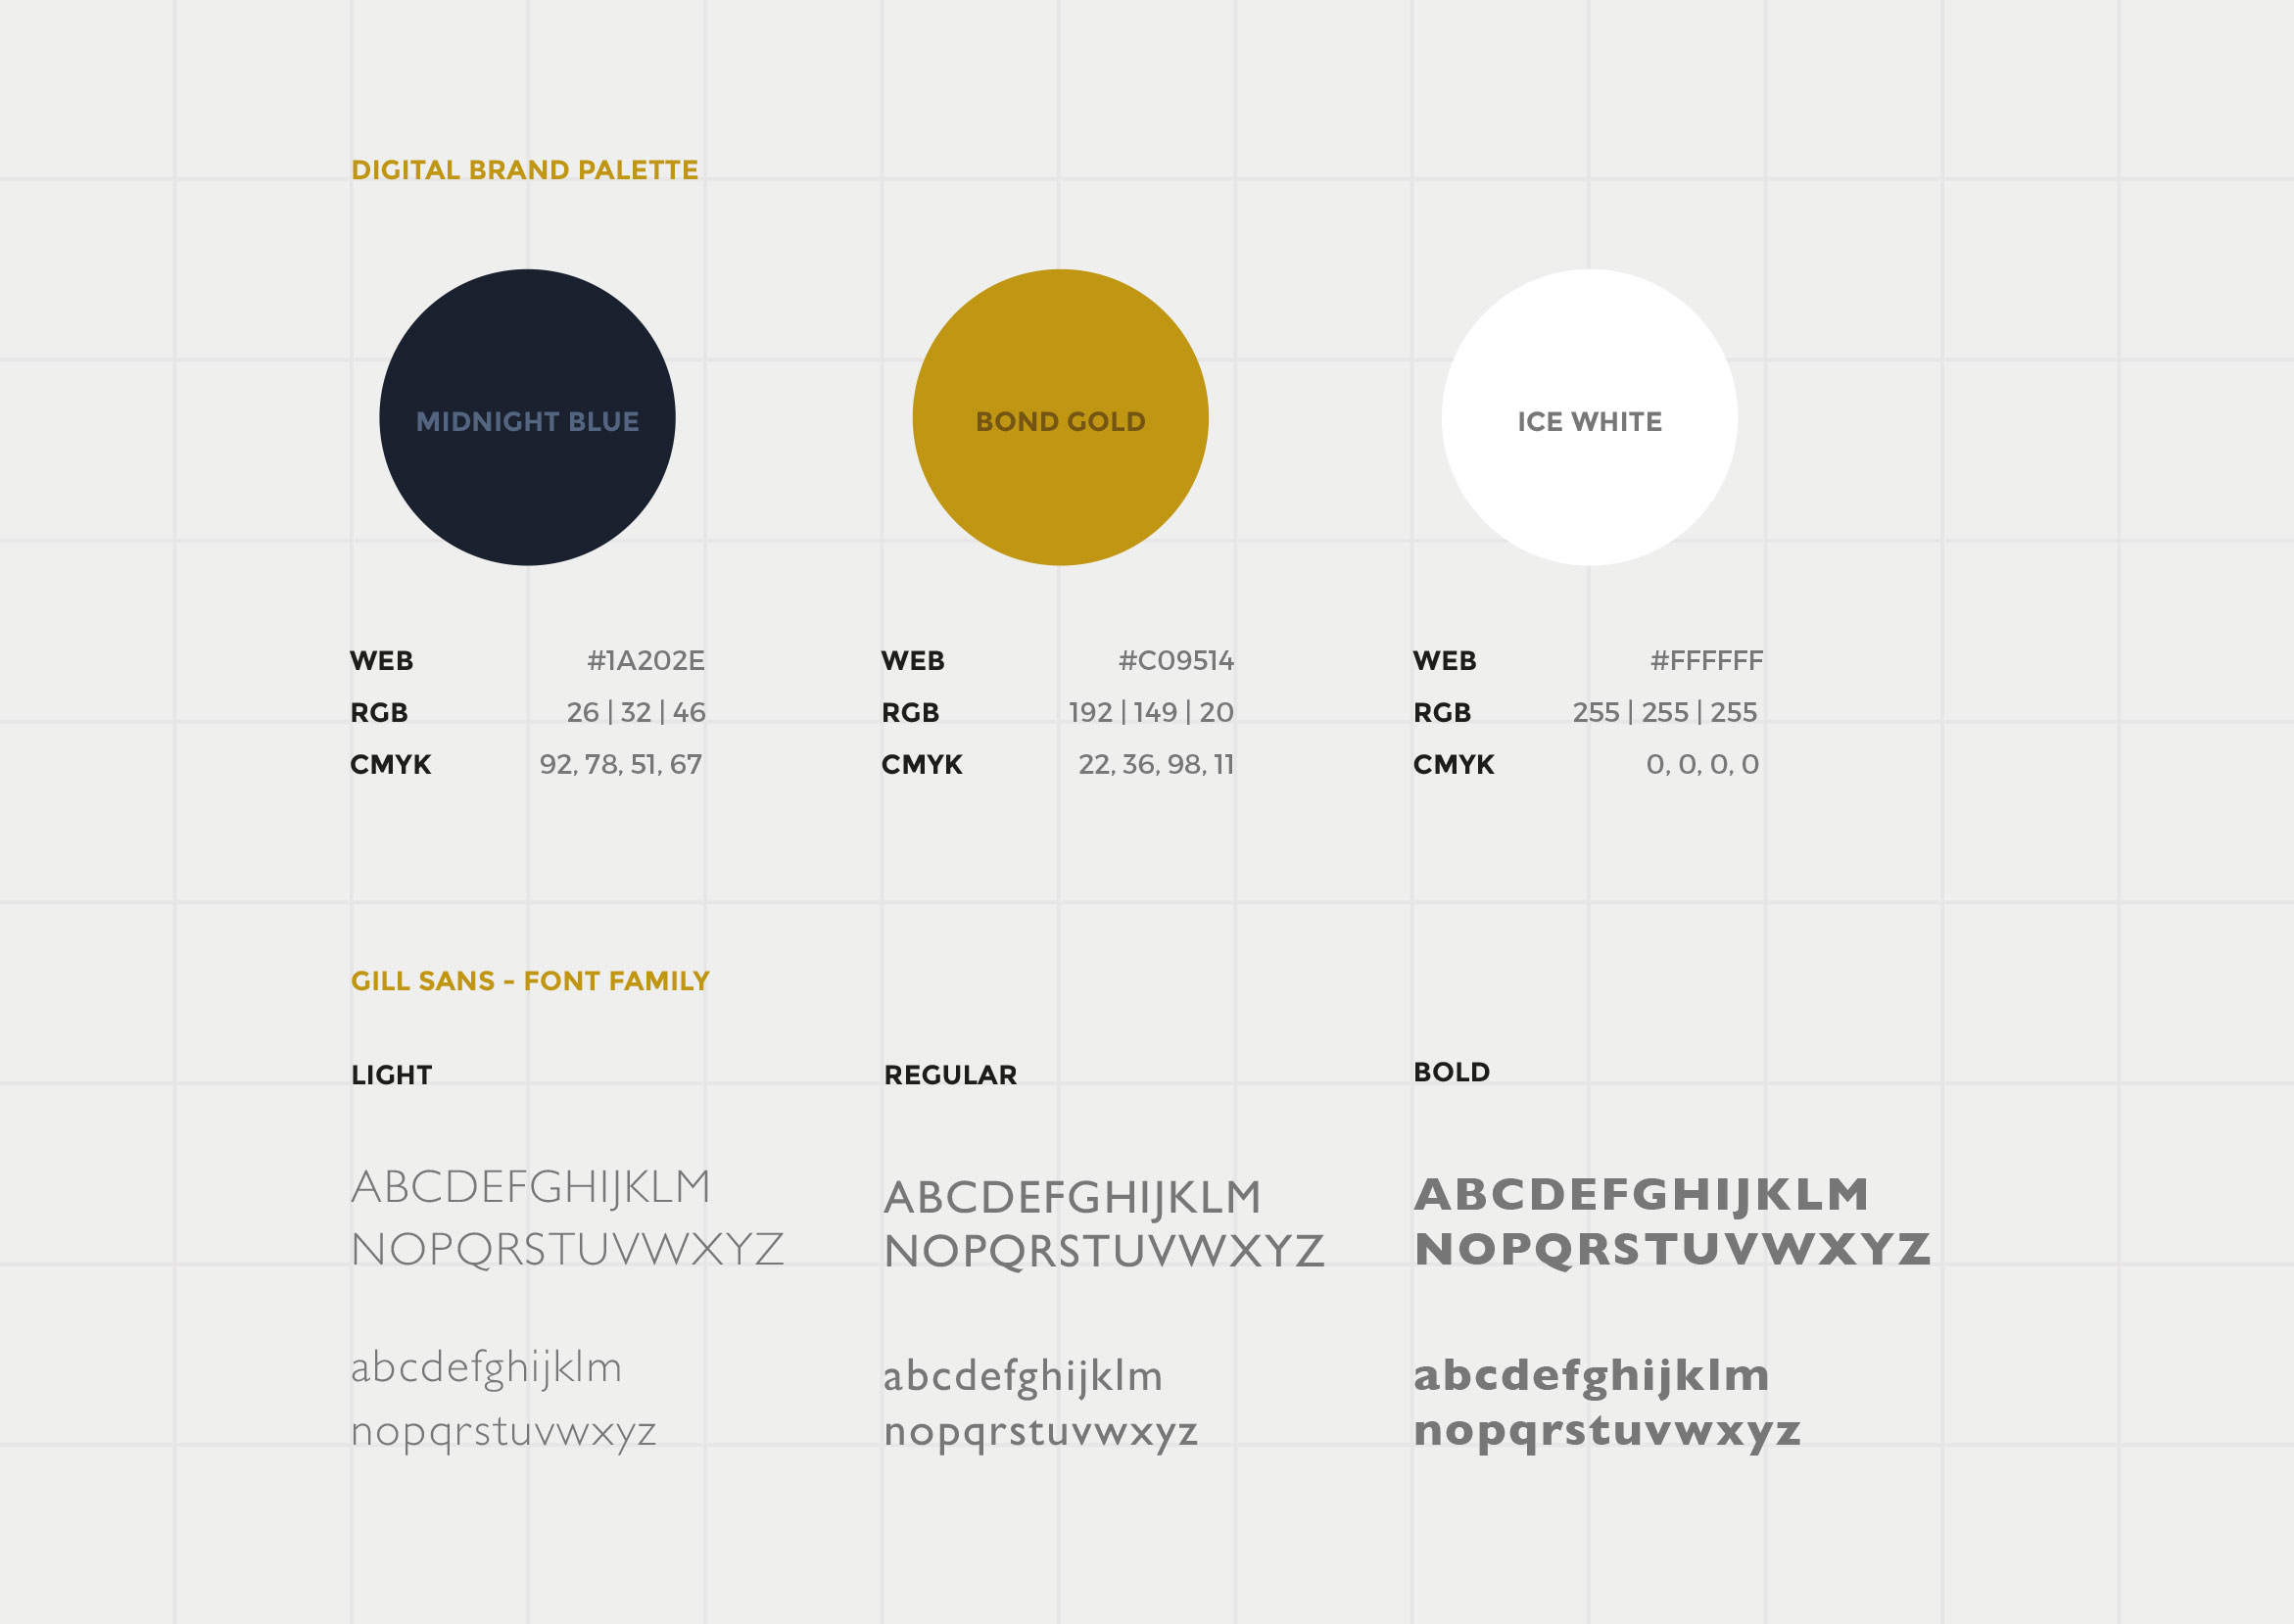 DIGITAL BRAND PALETTE
MIDNIGHT BLUE
BOND GOLD
ICE WHITE
WEB #1A202E
RGB 26 | 32 | 46
CMYK 92, 78, 51, 67
WEB #C09514
RGB 192 | 149 | 20
CMYK 22, 36, 98, 11
WEB #FFFFFF
RGB 255 | 255 | 255
CMYK 0, 0, 0, 0
GILL SANS - FONT FAMILY
LIGHT
ABCDEFGHIJKLM
NOPQRSTUVWXYZ
abcdefghijklm
nopqrstuvwxyz
REGULAR
ABCDEFGHIJKLM
NOPQRSTUVWXYZ
abcdefghijklm
nopqrstuvwxyz
BOLD
ABCDEFGHIJKLM
NOPQRSTUVWXYZ
abcdefghijklm
nopqrstuvwxyz